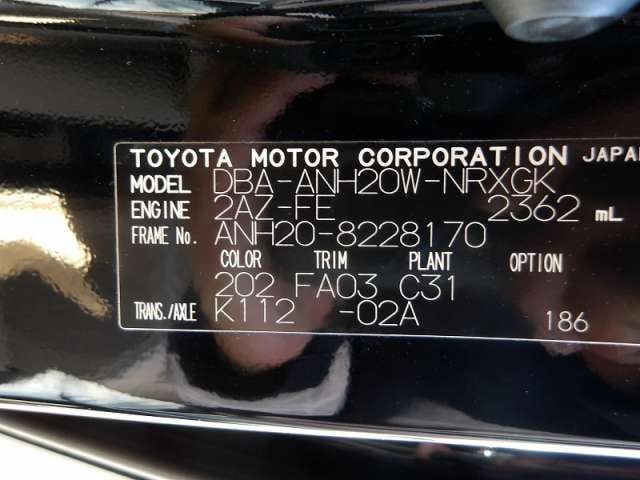 TOYOTA MOTOR CORPORATION JAPAN
MODEL DBA-ANH20W-NRXGK
ENGINE 2AZ-FE 2362 mL
FRAME No. ANH20-8228170
COLOR TRIM PLANT OPTION
202 FA03 C31
TRANS./AXLE K112 -02A 186